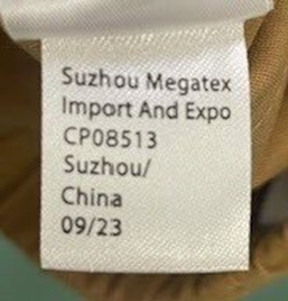 Suzhou Megatex
Import And Expo
CP08513
Suzhou/
China
09/23